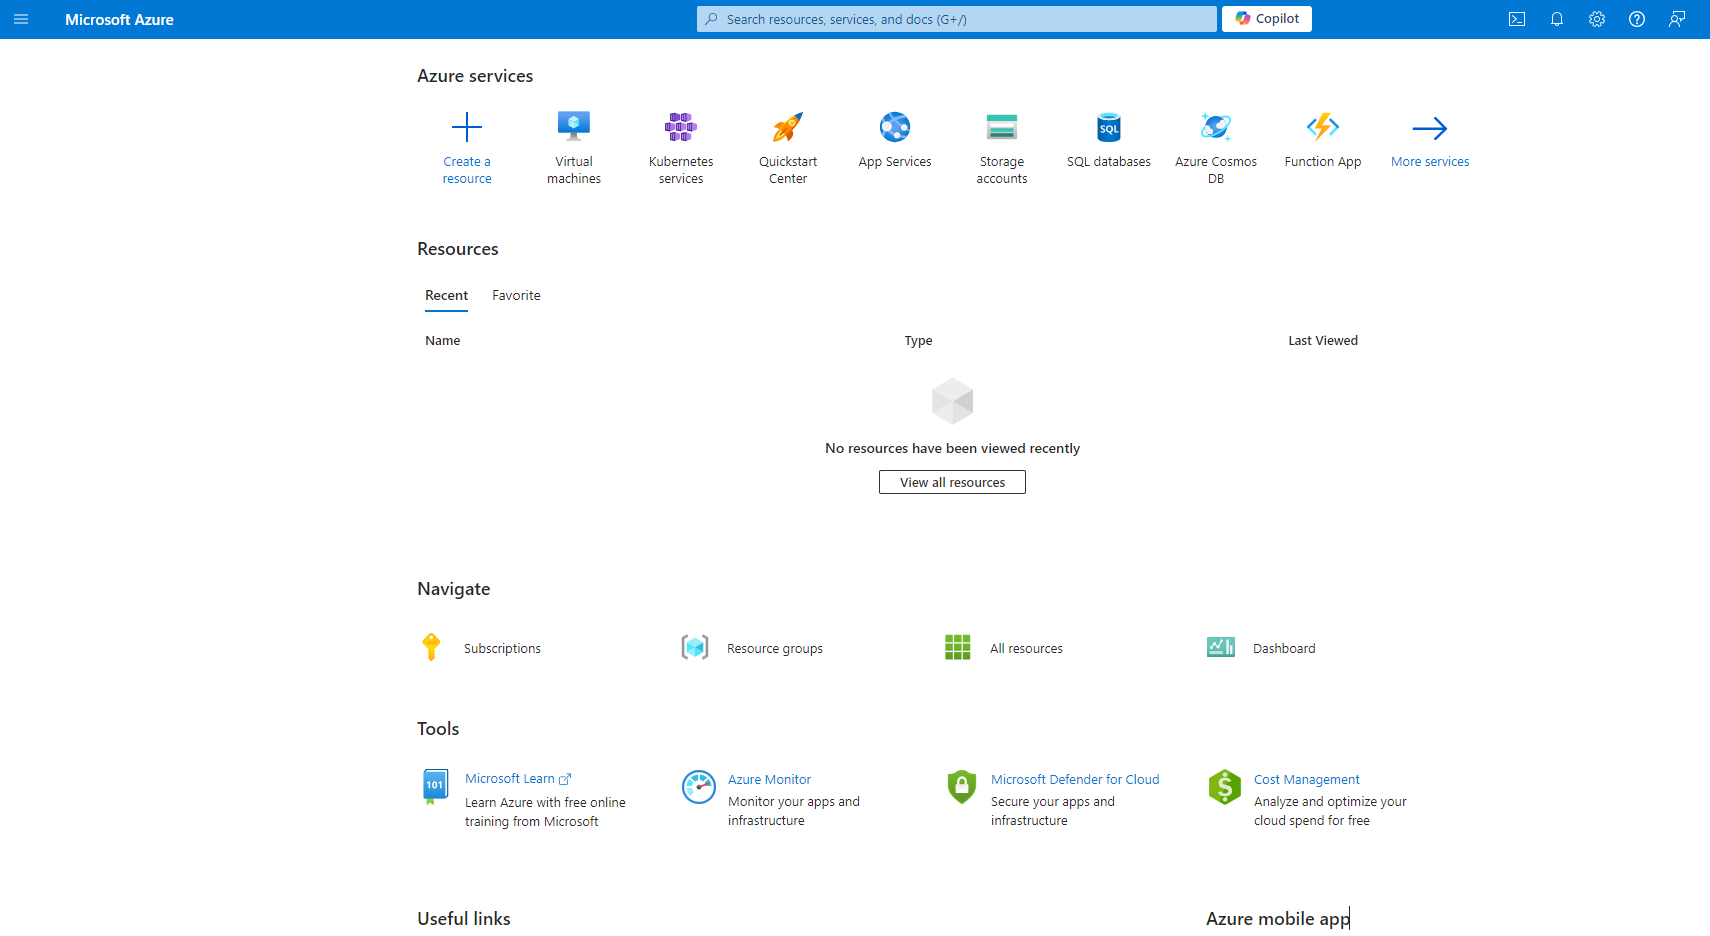 Microsoft Azure
Search resources, services, and docs (G+/)
Copilot
Azure services
Create a
resource
Virtual
machines
Kubernetes
services
Quickstart
Center
App Services
Storage
accounts
SQL
SQL databases
Azure Cosmos
DB
Function App
More services
Resources
Recent
Favorite
Name
Type
Last Viewed
No resources have been viewed recently
View all resources
Navigate
Subscriptions
Resource groups
All resources
Dashboard
Tools
101
Microsoft Learn
Learn Azure with free online
training from Microsoft
Azure Monitor
Monitor your apps and
infrastructure
Microsoft Defender for Cloud
Secure your apps and
infrastructure
$
Cost Management
Analyze and optimize your
cloud spend for free
Useful links
Azure mobile app